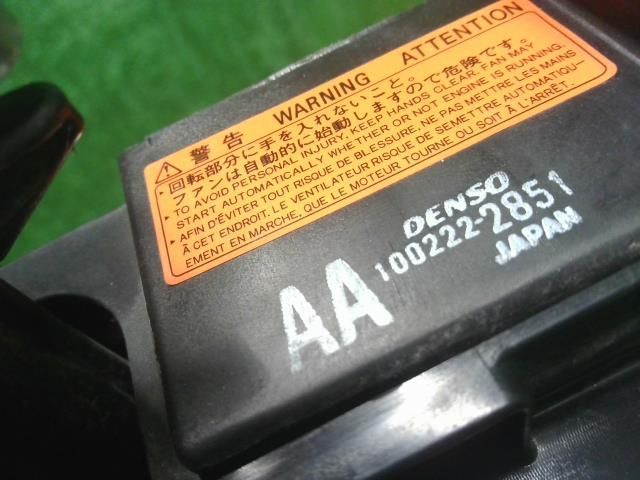 ⚠ 警告 WARNING ATTENTION
・回転部分に手を入れないこと。
ファンは自動的に始動しますので危険です。
▸ TO AVOID PERSONAL INJURY, KEEP HANDS CLEAR. FAN MAY
START AUTOMATICALLY WHETHER OR NOT ENGINE IS RUNNING.
▸ AFIN D'ÉVITER TOUT RISQUE DE BLESSURE, NE PAS METTRE LES MAINS
À CET ENDROIT. LE VENTILATEUR RISQUE DE SEMETTRE AUTOMATIQU-
EMENT EN MARCHE, QUE LE MOTEUR TOURNE OU SOIT À L'ARRÊT.
DENSO
AA 100222-2851
JAPAN